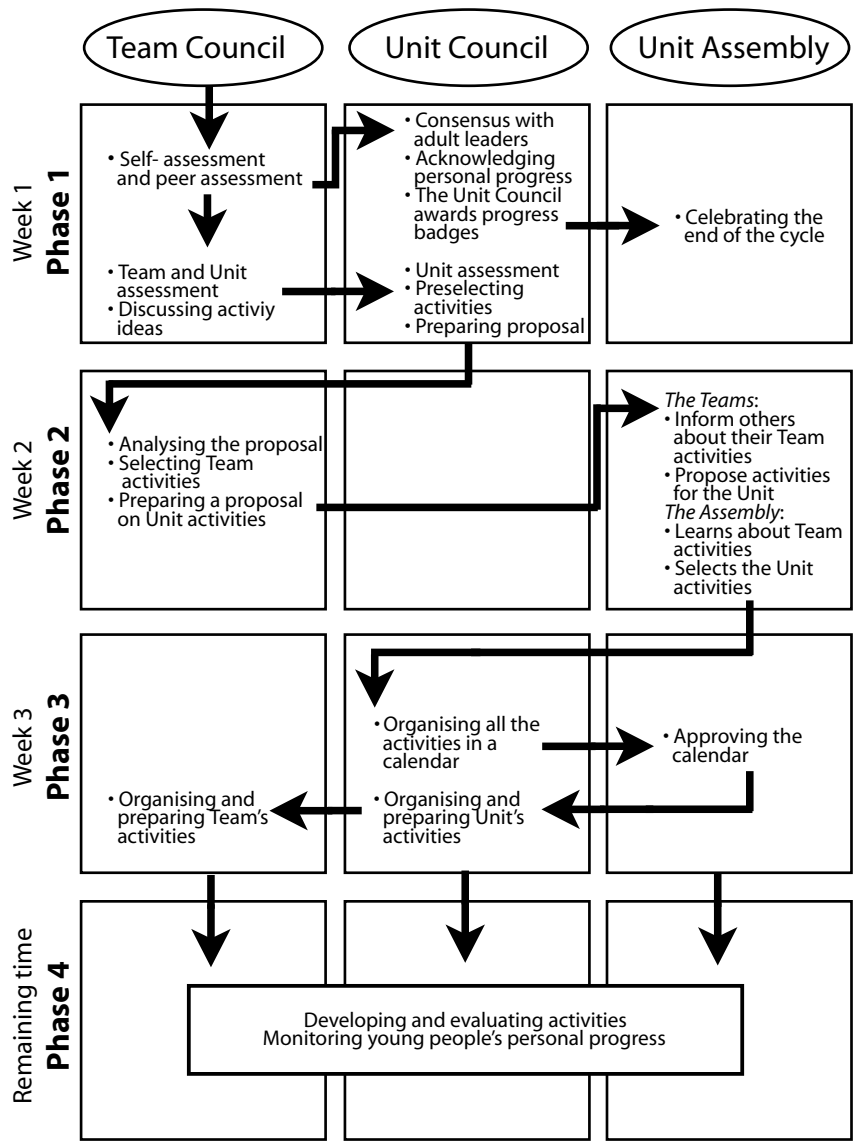 Team Council
Unit Council
Unit Assembly
Week 1
Phase 1
• Self- assessment
and peer assessment
• Team and Unit
assessment
• Discussing activiy
ideas
• Consensus with
adult leaders
• Acknowledging
personal progress
• The Unit Council
awards progress
badges
• Unit assessment
• Preselecting
activities
• Preparing proposal
• Celebrating the
end of the cycle
Week 2
Phase 2
• Analysing the proposal
• Selecting Team
activities
• Preparing a proposal
on Unit activities
The Teams:
• Inform others
about their Team
activities
• Propose activities
for the Unit
The Assembly:
• Learns about Team
activities
• Selects the Unit
activities
Week 3
Phase 3
• Organising all the
activities in a
calendar
• Approving the
calendar
• Organising and
preparing Unit's
activities
• Organising and
preparing Team's
activities
Remaining time
Phase 4
Developing and evaluating activities
Monitoring young people's personal progress